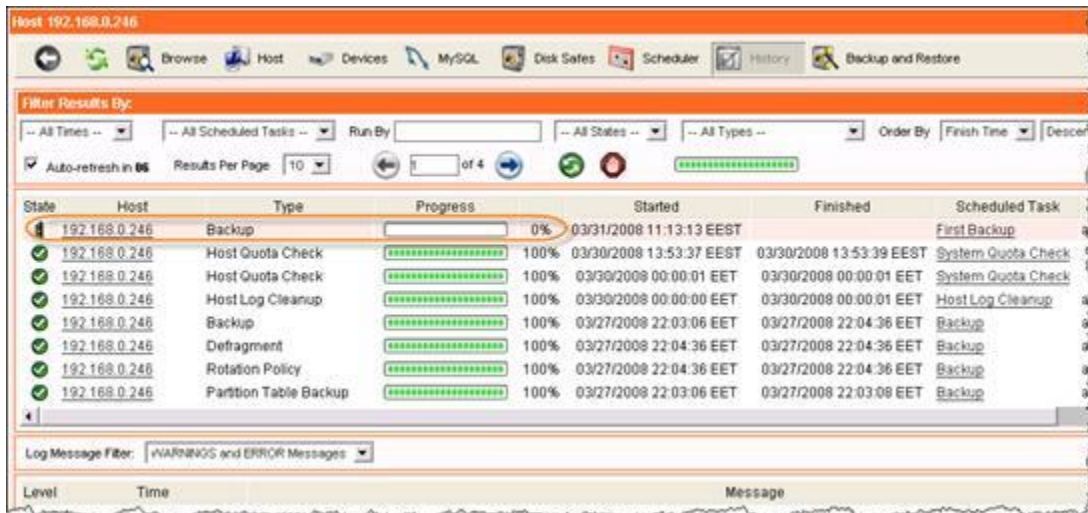 Host 192.168.0.246
Browse Host Devices MySQL Disk Safes Scheduler History Backup and Restore
Filter Results By:
-- All Times -- -- All Scheduled Tasks -- Run By -- All States -- -- All Types -- Order By Finish Time
Auto-refresh in 06 Results Per Page 10 1 of 4
State Host Type Progress Started Finished Scheduled Task
192.168.0.246 Backup 0% 03/31/2008 11:13:13 EEST First Backup
192.168.0.246 Host Quota Check 100% 03/30/2008 13:53:37 EEST 03/30/2008 13:53:39 EEST System Quota Check
192.168.0.246 Host Quota Check 100% 03/30/2008 00:00:01 EET 03/30/2008 00:00:01 EET System Quota Check
192.168.0.246 Host Log Cleanup 100% 03/30/2008 00:00:00 EET 03/30/2008 00:00:01 EET Host Log Cleanup
192.168.0.246 Backup 100% 03/27/2008 22:03:06 EET 03/27/2008 22:04:36 EET Backup
192.168.0.246 Defragment 100% 03/27/2008 22:04:36 EET 03/27/2008 22:04:36 EET Backup
192.168.0.246 Rotation Policy 100% 03/27/2008 22:04:36 EET 03/27/2008 22:04:36 EET Backup
192.168.0.246 Partition Table Backup 100% 03/27/2008 22:03:06 EET 03/27/2008 22:03:08 EET Backup
Log Message Filter: WARNINGS and ERROR Messages
Level Time Message